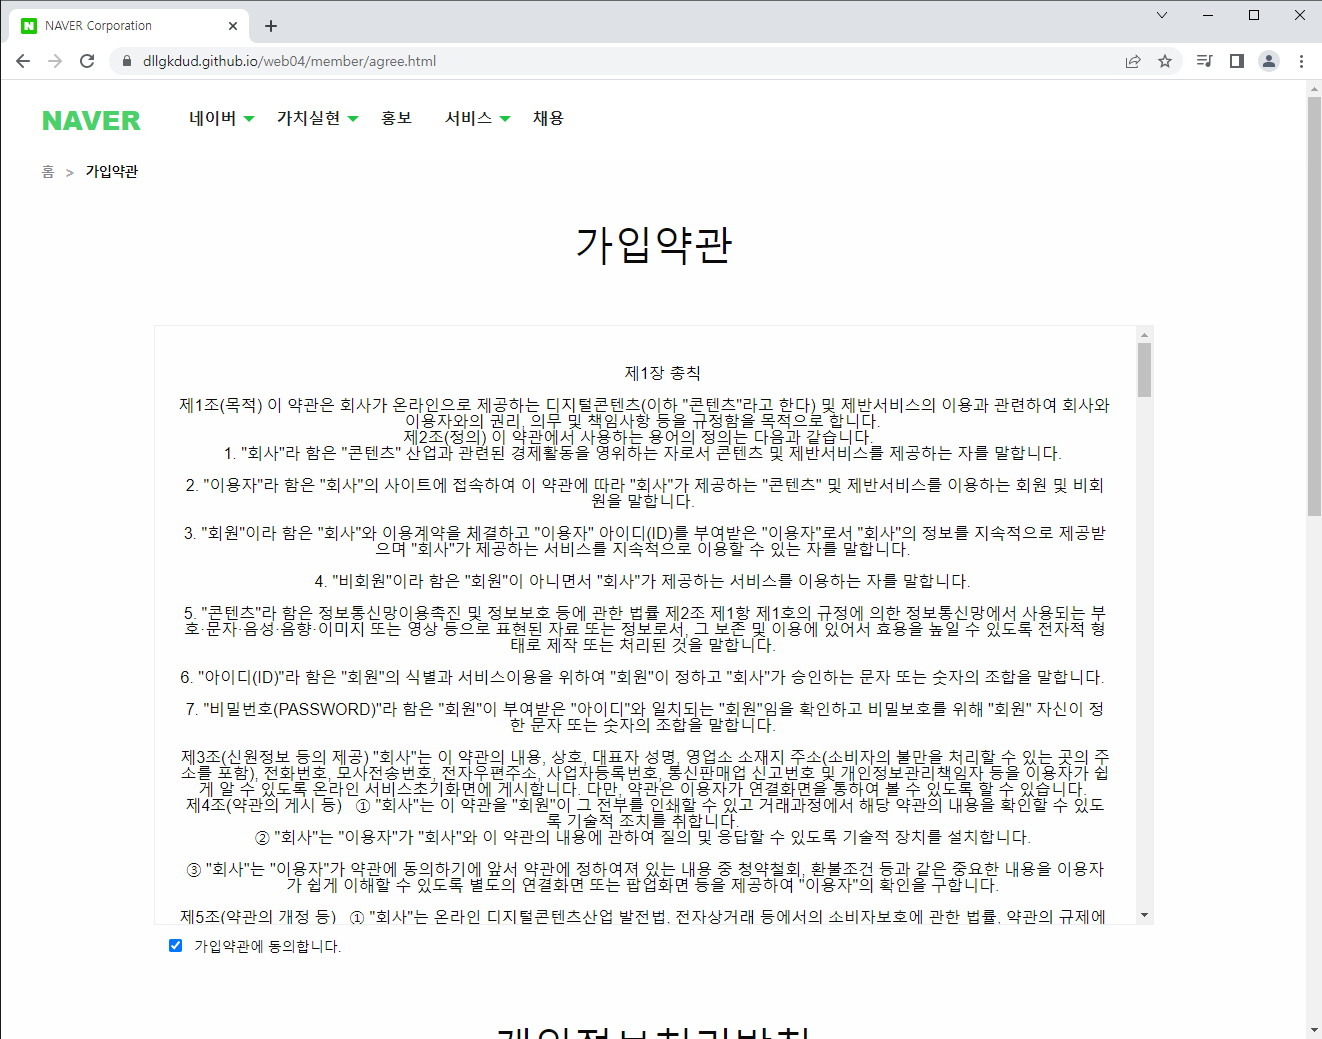 NAVER Corporation
dllgkdud.github.io/web04/member/agree.html
NAVER 네이버 가치실현 홍보 서비스 채용
홈 > 가입약관
가입약관
제1장 총칙
제1조(목적) 이 약관은 회사가 온라인으로 제공하는 디지털콘텐츠(이하 "콘텐츠"라고 한다) 및 제반서비스의 이용과 관련하여 회사와
이용자와의 권리, 의무 및 책임사항 등을 규정함을 목적으로 합니다.
제2조(정의) 이 약관에서 사용하는 용어의 정의는 다음과 같습니다.
1. "회사"라 함은 "콘텐츠" 산업과 관련된 경제활동을 영위하는 자로서 콘텐츠 및 제반서비스를 제공하는 자를 말합니다.
2. "이용자"라 함은 "회사"의 사이트에 접속하여 이 약관에 따라 "회사"가 제공하는 "콘텐츠" 및 제반서비스를 이용하는 회원 및 비회
원을 말합니다.
3. "회원"이라 함은 "회사"와 이용계약을 체결하고 "이용자" 아이디(ID)를 부여받은 "이용자"로서 "회사"의 정보를 지속적으로 제공받
으며 "회사"가 제공하는 서비스를 지속적으로 이용할 수 있는 자를 말합니다.
4. "비회원"이라 함은 "회원"이 아니면서 "회사"가 제공하는 서비스를 이용하는 자를 말합니다.
5. "콘텐츠"라 함은 정보통신망이용촉진 및 정보보호 등에 관한 법률 제2조 제1항 제1호의 규정에 의한 정보통신망에서 사용되는 부
호·문자·음성·음향·이미지 또는 영상 등으로 표현된 자료 또는 정보로서, 그 보존 및 이용에 있어서 효용을 높일 수 있도록 전자적 형
태로 제작 또는 처리된 것을 말합니다.
6. "아이디(ID)"라 함은 "회원"의 식별과 서비스이용을 위하여 "회원"이 정하고 "회사"가 승인하는 문자 또는 숫자의 조합을 말합니다.
7. "비밀번호(PASSWORD)"라 함은 "회원"이 부여받은 "아이디"와 일치되는 "회원"임을 확인하고 비밀보호를 위해 "회원" 자신이 정
한 문자 또는 숫자의 조합을 말합니다.
제3조(신원정보 등의 제공) "회사"는 이 약관의 내용, 상호, 대표자 성명, 영업소 소재지 주소(소비자의 불만을 처리할 수 있는 곳의 주
소를 포함), 전화번호, 모사전송번호, 전자우편주소, 사업자등록번호, 통신판매업 신고번호 및 개인정보관리책임자 등을 이용자가 쉽
게 알 수 있도록 온라인 서비스초기화면에 게시합니다. 다만, 약관은 이용자가 연결화면을 통하여 볼 수 있도록 할 수 있습니다.
제4조(약관의 게시 등) ① "회사"는 이 약관을 "회원"이 그 전부를 인쇄할 수 있고 거래과정에서 해당 약관의 내용을 확인할 수 있도
록 기술적 조치를 취합니다.
② "회사"는 "이용자"가 "회사"와 이 약관의 내용에 관하여 질의 및 응답할 수 있도록 기술적 장치를 설치합니다.
③ "회사"는 "이용자"가 약관에 동의하기에 앞서 약관에 정하여져 있는 내용 중 청약철회, 환불조건 등과 같은 중요한 내용을 이용자
가 쉽게 이해할 수 있도록 별도의 연결화면 또는 팝업화면 등을 제공하여 "이용자"의 확인을 구합니다.
제5조(약관의 개정 등) ① "회사"는 온라인 디지털콘텐츠산업 발전법, 전자상거래 등에서의 소비자보호에 관한 법률, 약관의 규제에
가입약관에 동의합니다.
개인정보처리방침